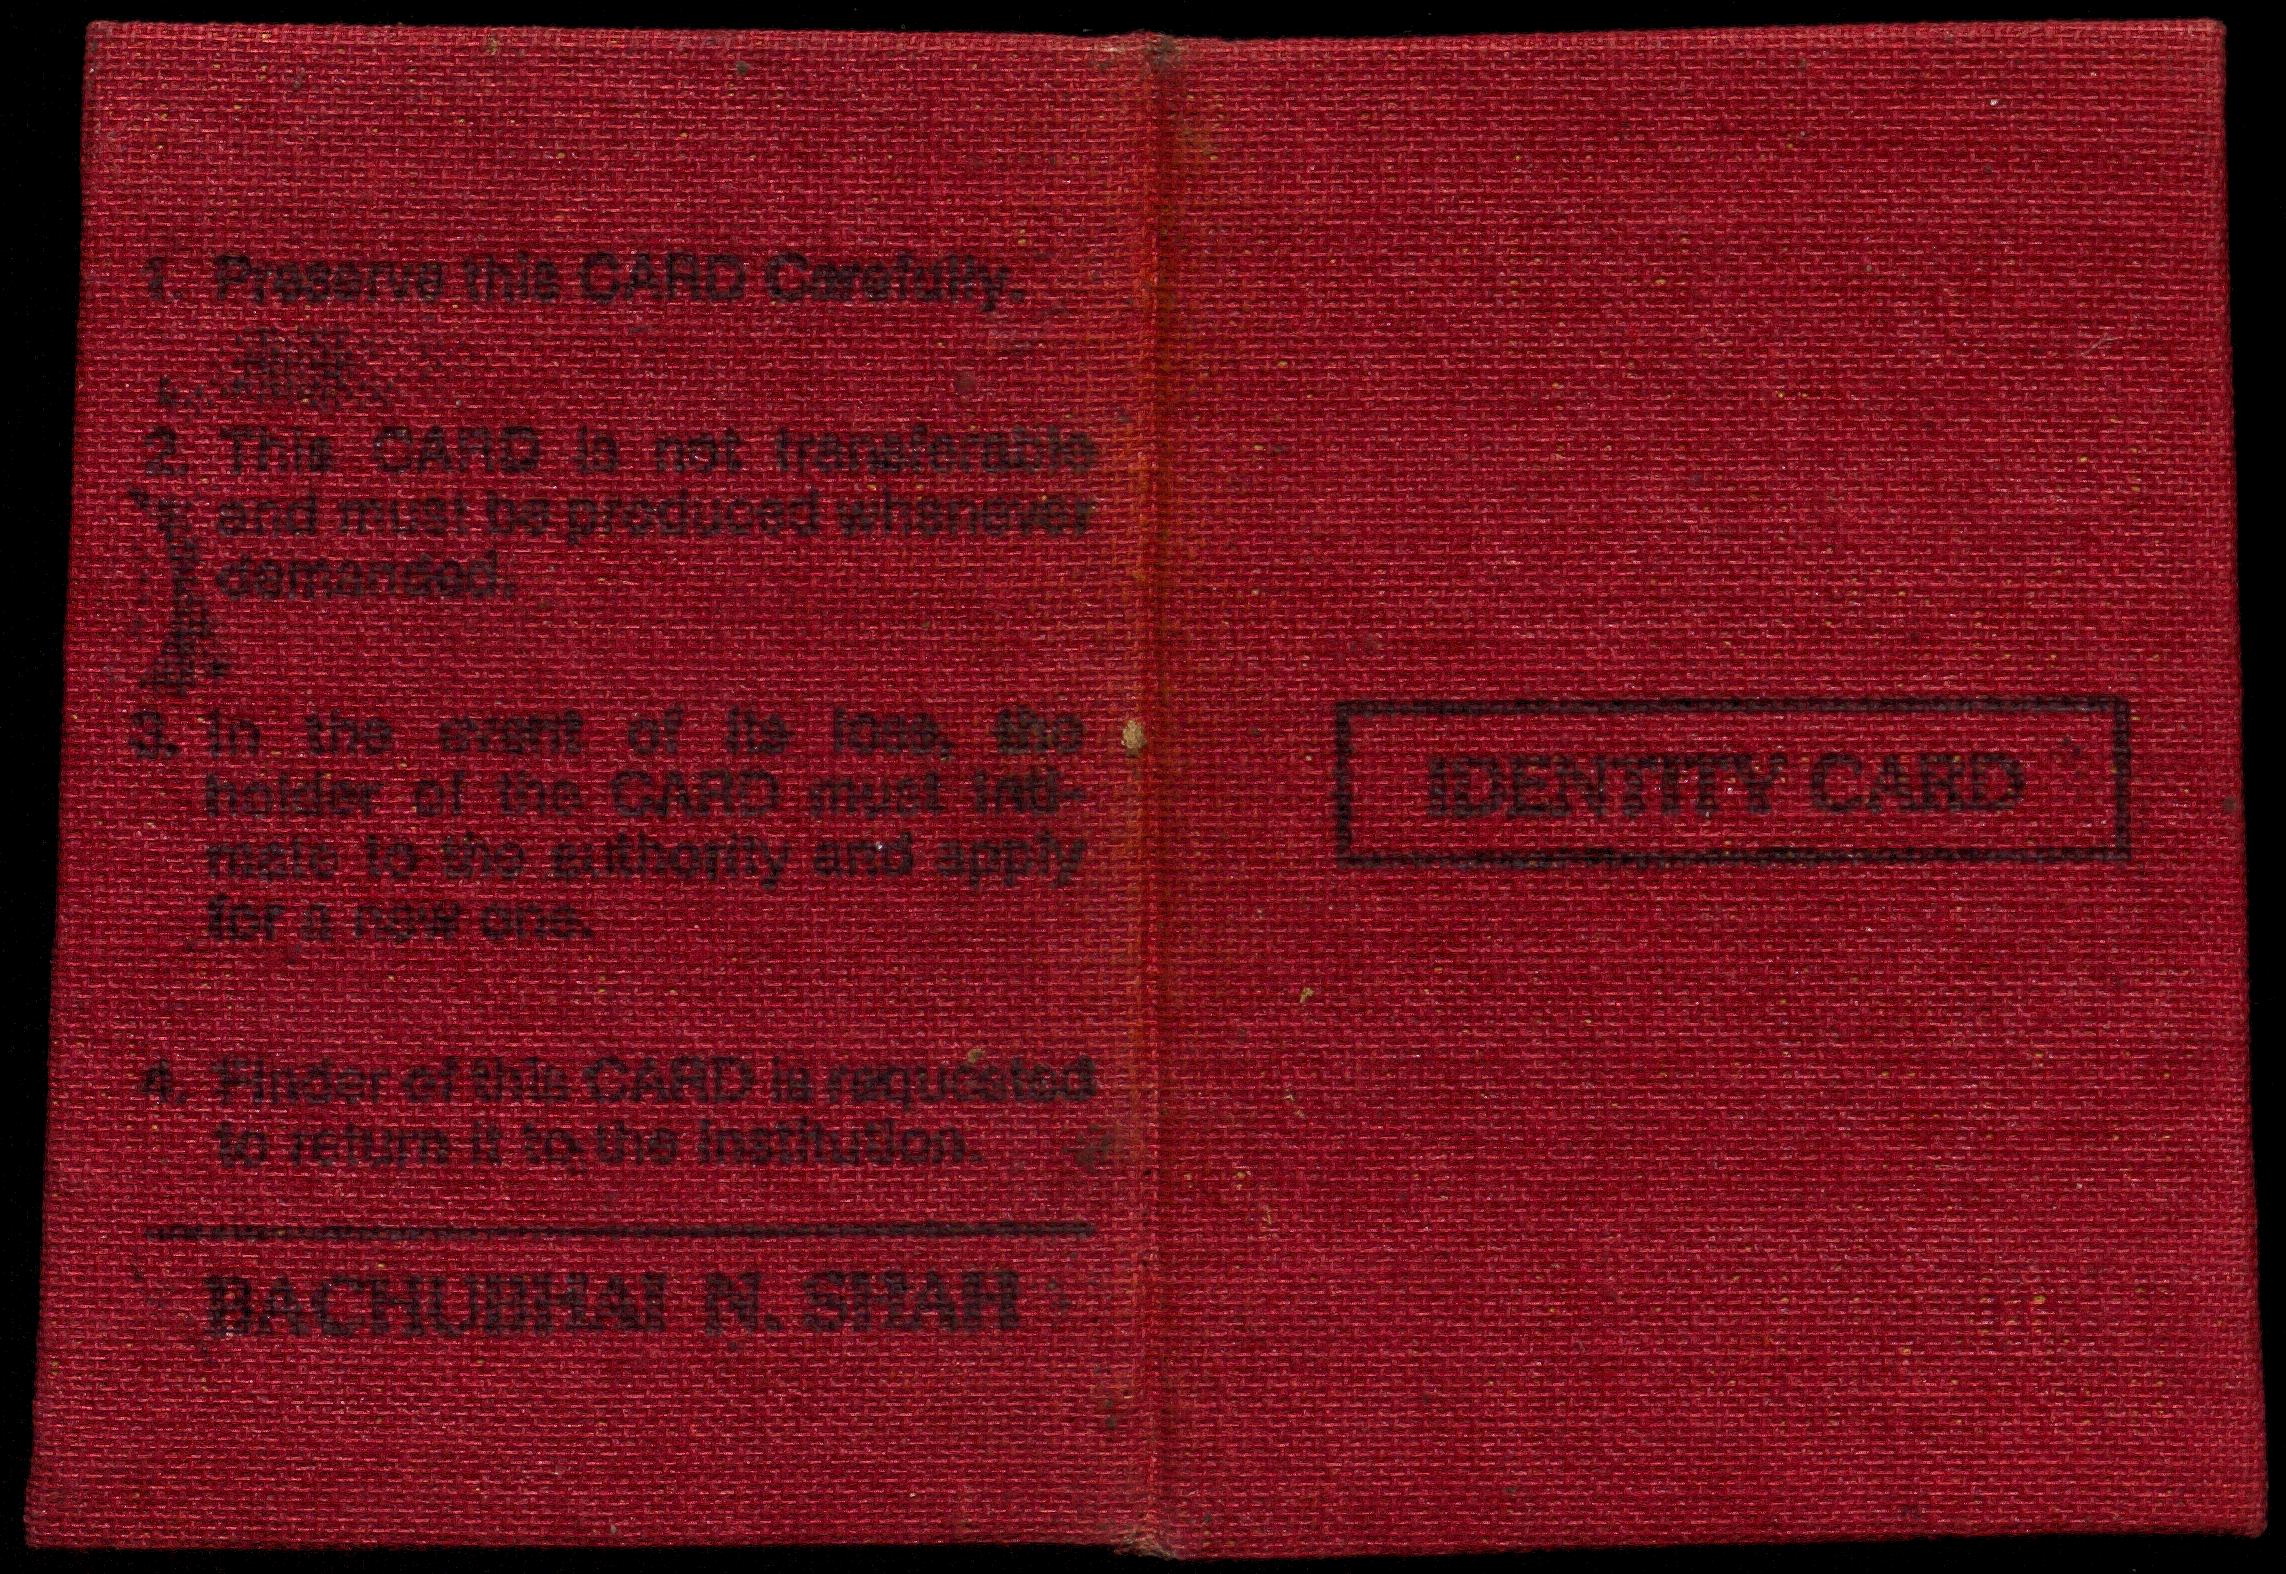 1. Preserve this CARD Carefully.
2. This CARD is not transferable
and must be produced whenever
demanded.
3. In the event of its loss, the
holder of the CARD must inti-
mate to the authority and apply
for a new one.
4. Finder of this CARD is requested
to return it to the institution.
BACHUBHAI N. SHAH
IDENTITY CARD